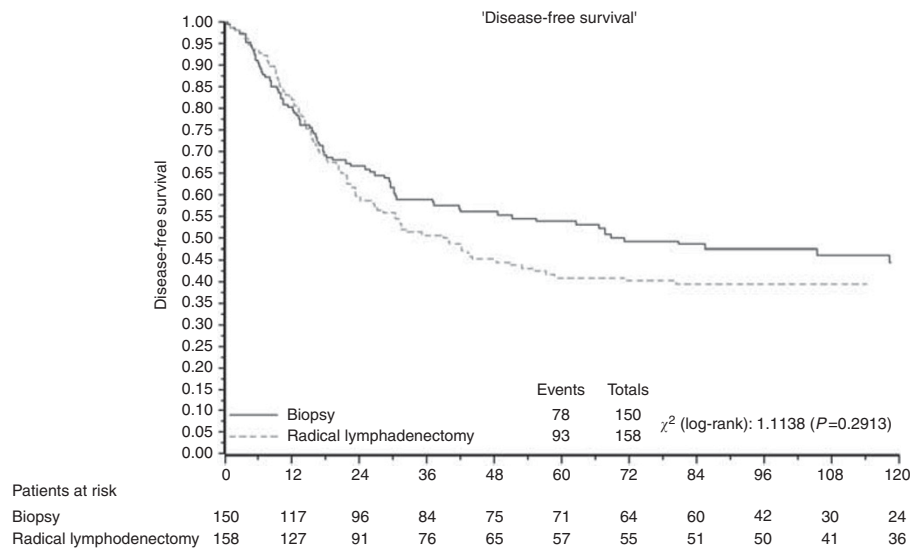 'Disease-free survival'
Disease-free survival
1.00
0.95
0.90
0.85
0.80
0.75
0.70
0.65
0.60
0.55
0.50
0.45
0.40
0.35
0.30
0.25
0.20
0.15
0.10
0.05
0.00
Events Totals
Biopsy 78 150
Radical lymphadenectomy 93 158
χ² (log-rank): 1.1138 (P=0.2913)
0 12 24 36 48 60 72 84 96 108 120
Patients at risk
Biopsy 150 117 96 84 75 71 64 60 42 30 24
Radical lymphodenectomy 158 127 91 76 65 57 55 51 50 41 36